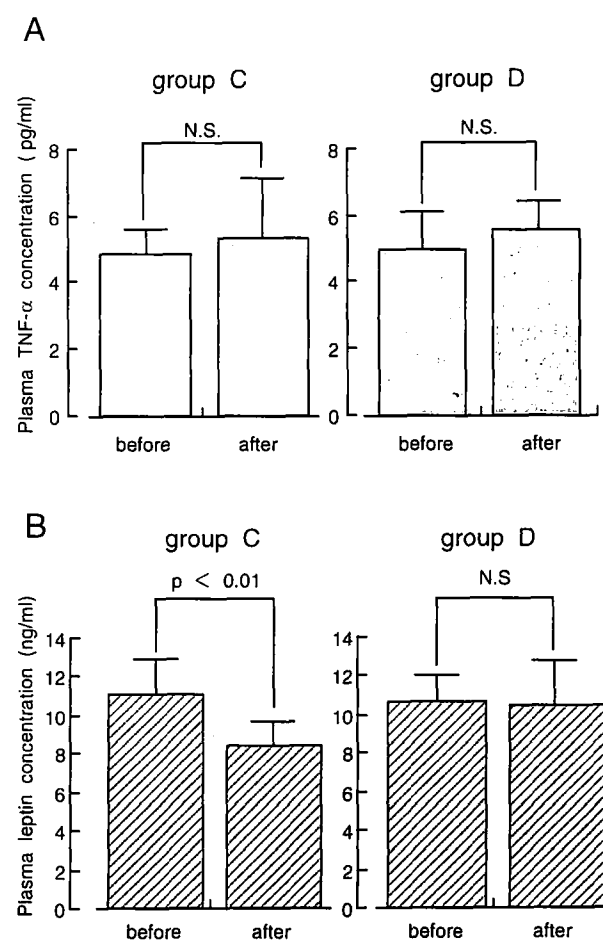 A
group C
group D
N.S.
N.S.
Plasma TNF-α concentration ( pg/ml)
8
6
4
2
0
8
6
4
2
0
before
after
before
after
B
group C
group D
p < 0.01
N.S
Plasma leptin concentration (ng/ml)
14
12
10
8
6
4
2
0
14
12
10
8
6
4
2
0
before
after
before
after